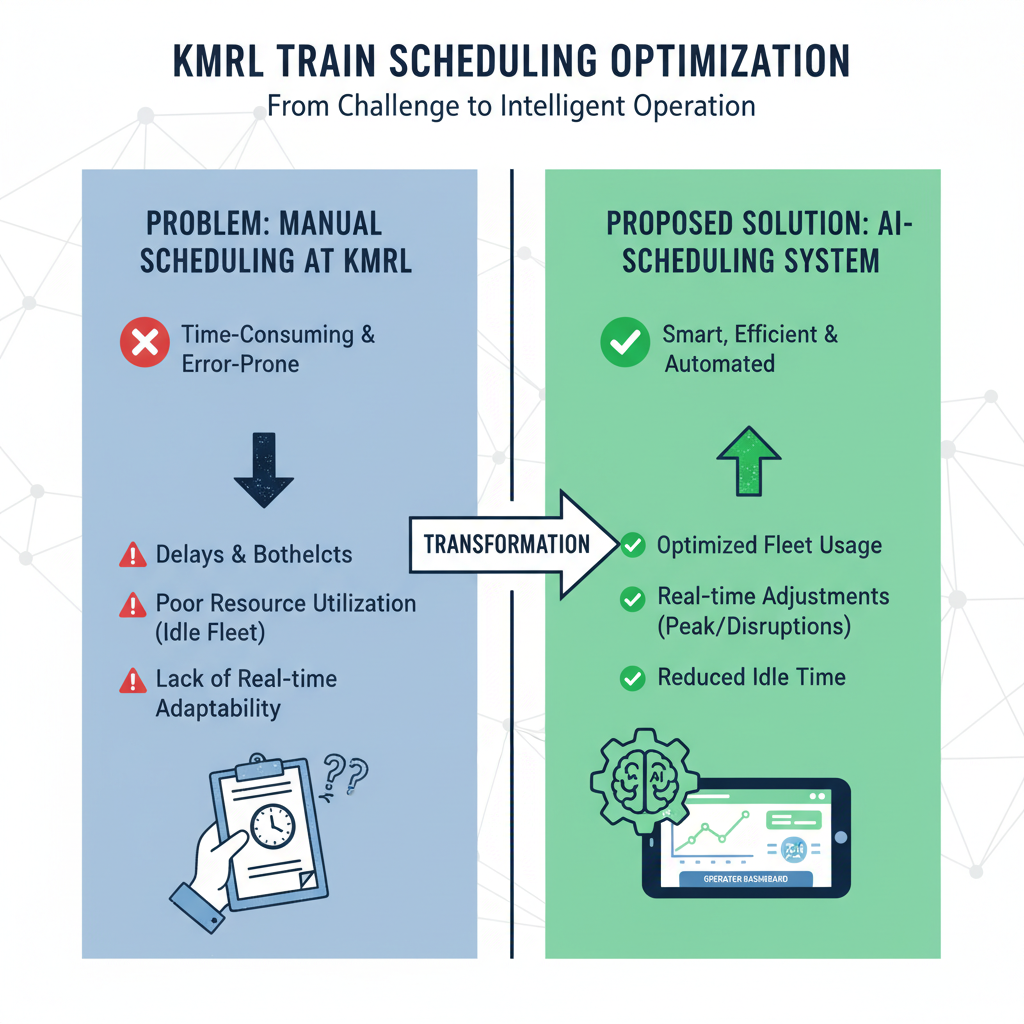 KMRL TRAIN SCHEDULING OPTIMIZATION
From Challenge to Intelligent Operation
PROBLEM: MANUAL
SCHEDULING AT KMRL
Time-Consuming &
Error-Prone
Delays & Bothelcts
Poor Resource Utilization
(Idle Fleet)
Lack of Real-time
Adaptability
??
TRANSFORMATION
PROPOSED SOLUTION: AI-
SCHEDULING SYSTEM
Smart, Efficient &
Automated
Optimized Fleet Usage
Real-time Adjustments
(Peak/Disruptions)
Reduced Idle Time
AI
GPERATER BASMBBARD